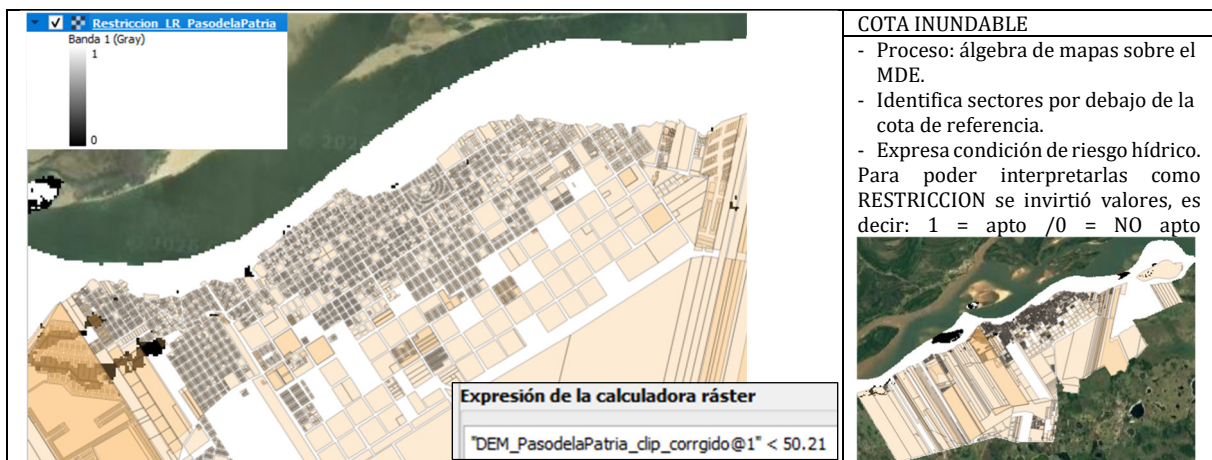 Restriccion_LR_PasodelaPatria
Banda 1 (Gray)
1
0
Expresión de la calculadora ráster
"DEM_PasodelaPatria_clip_corrgido@1" < 50.21
COTA INUNDABLE
- Proceso: álgebra de mapas sobre el
MDE.
- Identifica sectores por debajo de la
cota de referencia.
- Expresa condición de riesgo hídrico.
Para poder interpretarlas como
RESTRICCION se invirtió valores, es
decir: 1 = apto /0 = NO apto